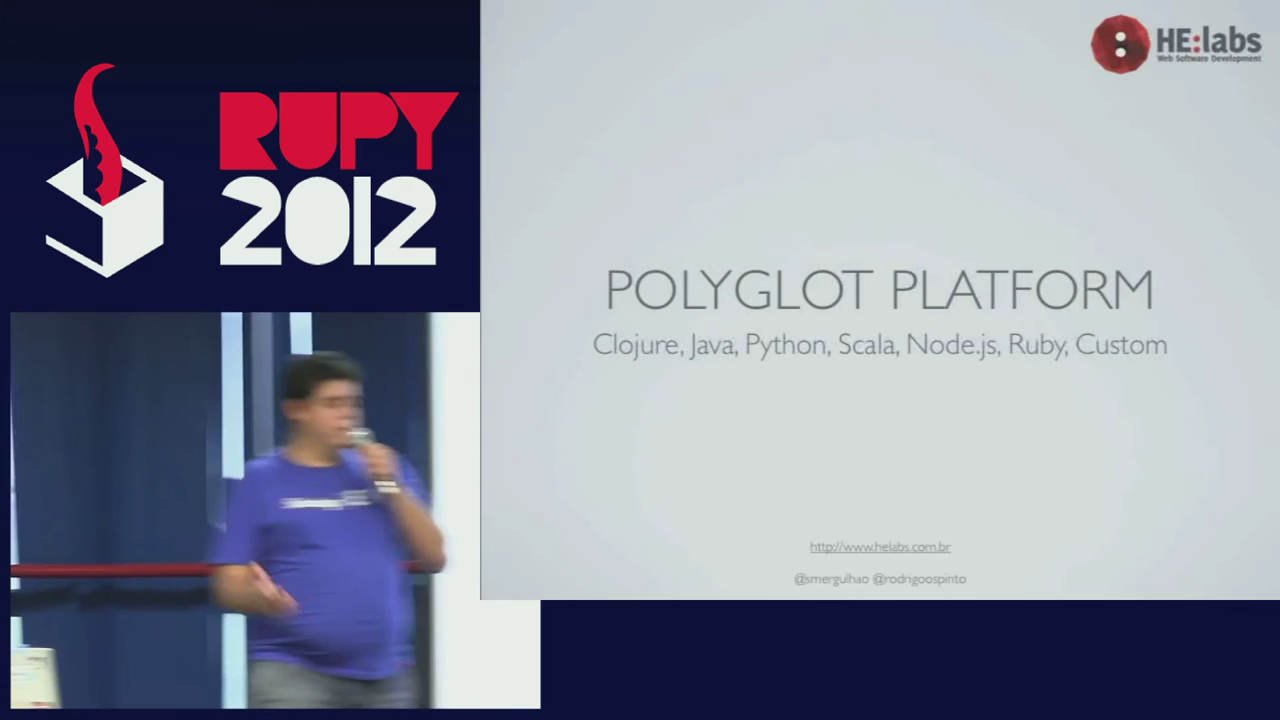 RUPY
2012
HE:labs
Web Software Development
POLYGLOT PLATFORM
Clojure, Java, Python, Scala, Node.js, Ruby, Custom
http://www.helabs.com.br
@smergulhao @rodrigoospinto